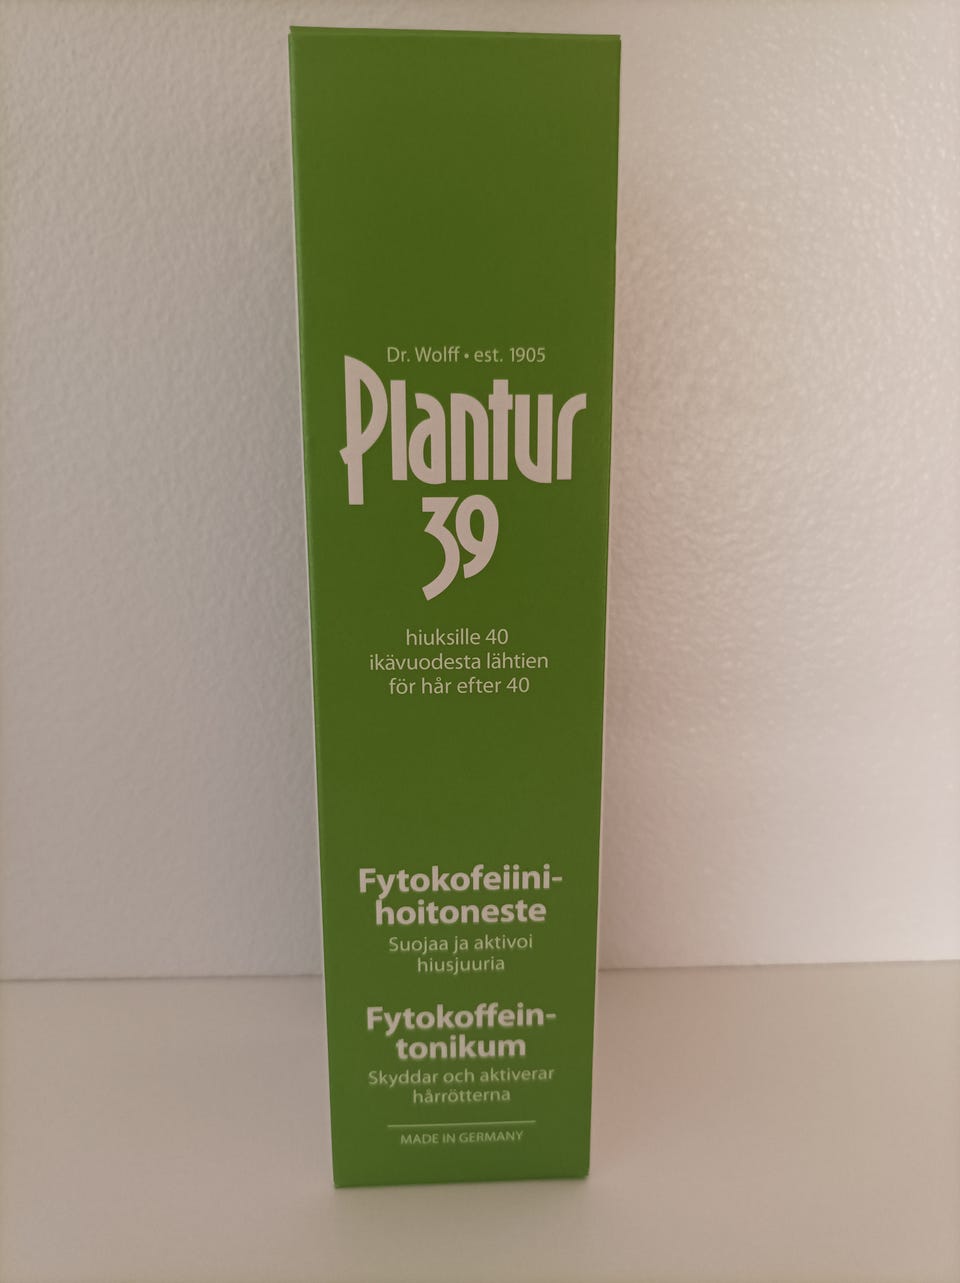 Dr. Wolff • est. 1905
Plantur
39
hiuksille 40
ikävuodesta lähtien
för hår efter 40
Fytokofeiini-
hoitoneste
Suojaa ja aktivoi
hiusjuuria
Fytokoffein-
tonikum
Skyddar och aktiverar
hårrötterna
MADE IN GERMANY